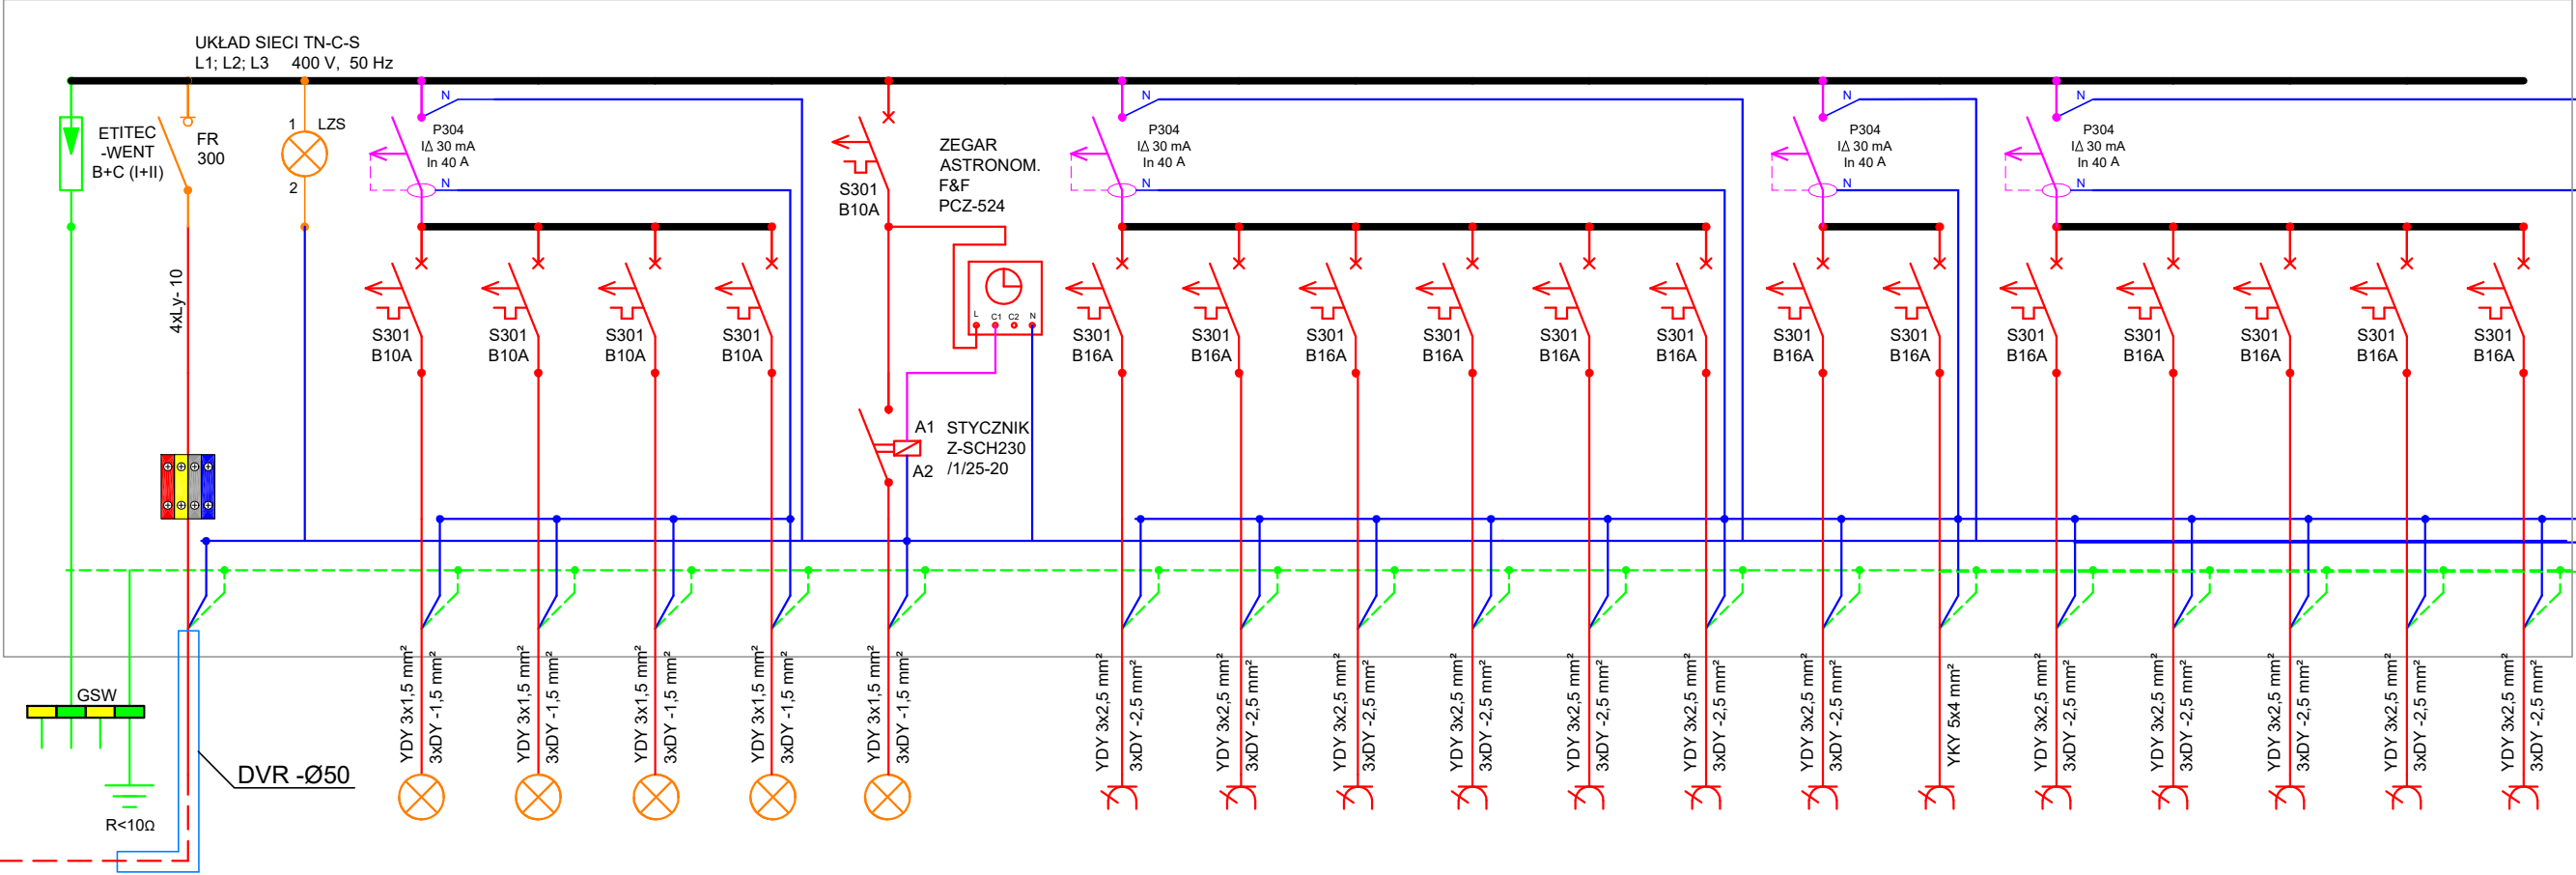 UKŁAD SIECI TN-C-S
L1; L2; L3 400 V, 50 Hz
ETITEC
-WENT
B+C (I+II)
FR
300
1
LZS
2
N
P304
I∆ 30 mA
In 40 A
N
S301
B10A
ZEGAR
ASTRONOM.
F&F
PCZ-524
N
P304
I∆ 30 mA
In 40 A
N
N
P304
I∆ 30 mA
In 40 A
N
N
P304
I∆ 30 mA
In 40 A
N
4xLy- 10
S301
B10A
S301
B10A
S301
B10A
S301
B10A
L
C1
C2
N
S301
B16A
S301
B16A
S301
B16A
S301
B16A
S301
B16A
S301
B16A
S301
B16A
S301
B16A
S301
B16A
S301
B16A
S301
B16A
S301
B16A
S301
B16A
A1
A2
STYCZNIK
Z-SCH230
/1/25-20
GSW
DVR -Ø50
R<10Ω
YDY 3x1,5 mm²
3xDY -1,5 mm²
YDY 3x1,5 mm²
3xDY -1,5 mm²
YDY 3x1,5 mm²
3xDY -1,5 mm²
YDY 3x1,5 mm²
3xDY -1,5 mm²
YDY 3x1,5 mm²
3xDY -1,5 mm²
YDY 3x2,5 mm²
3xDY -2,5 mm²
YDY 3x2,5 mm²
3xDY -2,5 mm²
YDY 3x2,5 mm²
3xDY -2,5 mm²
YDY 3x2,5 mm²
3xDY -2,5 mm²
YDY 3x2,5 mm²
3xDY -2,5 mm²
YDY 3x2,5 mm²
3xDY -2,5 mm²
YDY 3x2,5 mm²
3xDY -2,5 mm²
YKY 5x4 mm²
YDY 3x2,5 mm²
3xDY -2,5 mm²
YDY 3x2,5 mm²
3xDY -2,5 mm²
YDY 3x2,5 mm²
3xDY -2,5 mm²
YDY 3x2,5 mm²
3xDY -2,5 mm²
YDY 3x2,5 mm²
3xDY -2,5 mm²